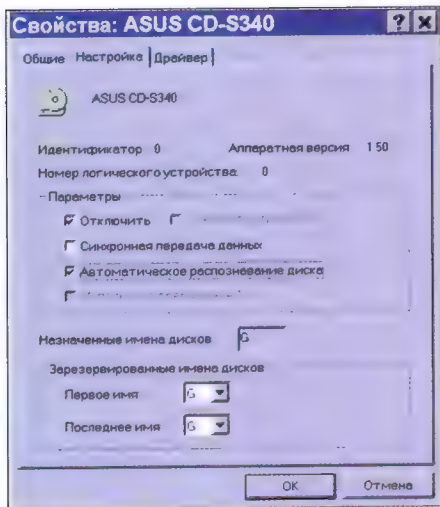 Свойства: ASUS CD-S340 ? x
Общие Настройка Драйвер
ASUS CD-S340
Идентификатор 0 Аппаратная версия 1 50
Номер логического устройства 0
Параметры
Отключить
Синхронная передача данных
Автоматическое распознавание диска
Назначенные имена дисков G
Зарезервированные имена дисков
Первое имя G
Последнее имя G
OK Отмена